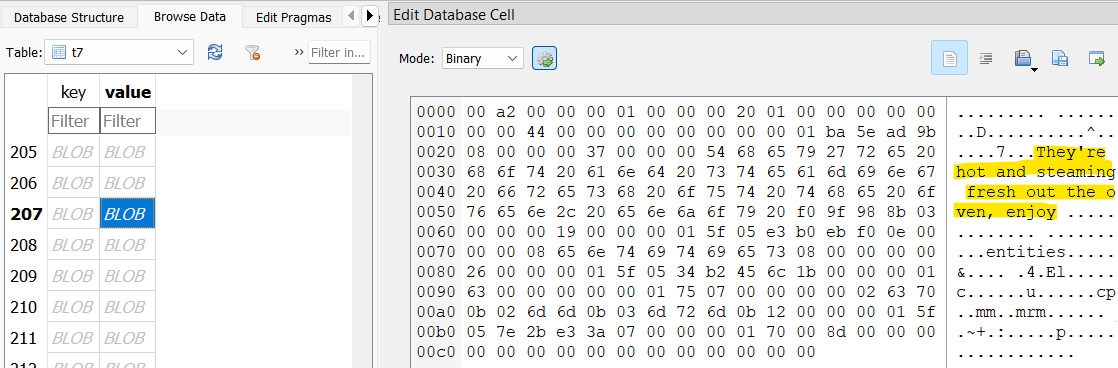 Database Structure Browse Data Edit Pragmas
Table: t7 Filter in...
key value
Filter Filter
205 BLOB BLOB
206 BLOB BLOB
207 BLOB BLOB
208 BLOB BLOB
209 BLOB BLOB
210 BLOB BLOB
211 BLOB BLOB
BLOB BLOB
Edit Database Cell
Mode: Binary
0000 00 a2 00 00 00 01 00 00 00 20 01 00 00 00 00 00 ......... ......
0010 00 00 44 00 00 00 00 00 00 00 00 01 ba 5e ad 9b ..D..........^..
0020 08 00 00 00 37 00 00 00 54 68 65 79 27 72 65 20 ....7...They're
0030 68 6f 74 20 61 6e 64 20 73 74 65 61 6d 69 6e 67 hot and steaming
0040 20 66 72 65 73 68 20 6f 75 74 20 74 68 65 20 6f fresh out the o
0050 76 65 6e 2c 20 65 6e 6a 6f 79 20 f0 9f 98 8b 03 ven, enjoy .....
0060 00 00 00 19 00 00 00 01 5f 05 e3 b0 eb f0 0e 00 ........ .......
0070 00 00 08 65 6e 74 69 74 69 65 73 08 00 00 00 00 ...entities.....
0080 26 00 00 00 01 5f 05 34 b2 45 6c 1b 00 00 00 01 &.... .4.El.....
0090 63 00 00 00 00 01 75 07 00 00 00 00 02 63 70 c......u......cp
00a0 0b 02 6d 6d 0b 03 6d 72 6d 0b 12 00 00 00 01 5f ..mm..mrm......
00b0 05 7e 2b e3 3a 07 00 00 00 01 70 00 8d 00 00 00 .~+.:.....p.....
00c0 00 00 00 00 00 00 00 00 00 00 00 00 ............